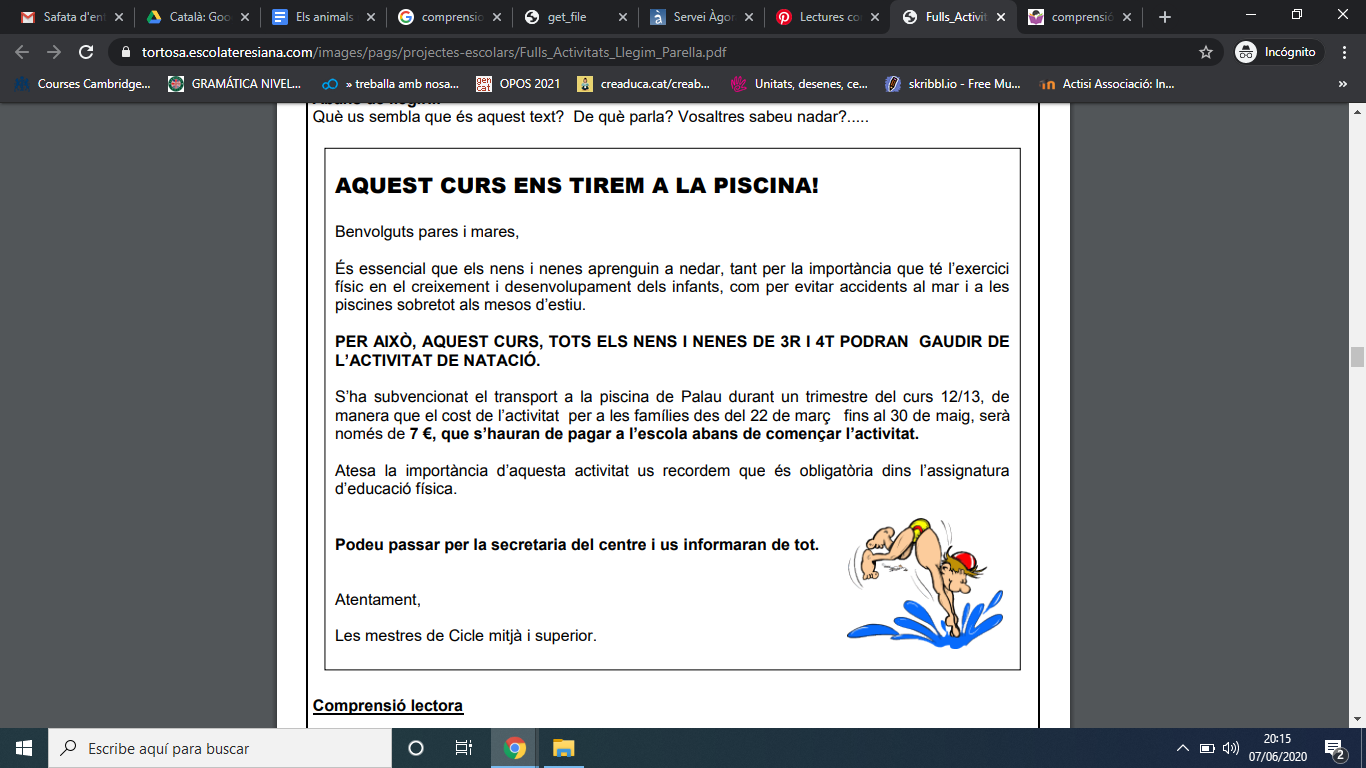 Safata d'ent
Català: Goo
Els animals
comprensio
get_file
Servei Àgor
Lectures co
Fulls_Activit
comprensió
tortosa.escolateresiana.com/images/pags/projectes-escolars/Fulls_Activitats_Llegim_Parella.pdf
Incógnito
Courses Cambridge...
GRAMÁTICA NIVEL...
» treballa amb nosa...
OPOS 2021
creaduca.cat/creab...
Unitats, desenes, ce...
skribbl.io - Free Mu...
Actisi Associació: In...
»
Què us sembla que és aquest text? De què parla? Vosaltres sabeu nadar?.....
AQUEST CURS ENS TIREM A LA PISCINA!
Benvolguts pares i mares,
És essencial que els nens i nenes aprenguin a nedar, tant per la importància que té l'exercici
físic en el creixement i desenvolupament dels infants, com per evitar accidents al mar i a les
piscines sobretot als mesos d'estiu.
PER AIXÒ, AQUEST CURS, TOTS ELS NENS I NENES DE 3R I 4T PODRAN GAUDIR DE
L'ACTIVITAT DE NATACIÓ.
S'ha subvencionat el transport a la piscina de Palau durant un trimestre del curs 12/13, de
manera que el cost de l'activitat per a les famílies des del 22 de març fins al 30 de maig, serà
només de 7 €, que s'hauran de pagar a l'escola abans de començar l'activitat.
Atesa la importància d'aquesta activitat us recordem que és obligatòria dins l'assignatura
d'educació física.
Podeu passar per la secretaria del centre i us informaran de tot.
Atentament,
Les mestres de Cicle mitjà i superior.
Comprensió lectora
Escribe aquí para buscar
20:15
07/06/2020
2